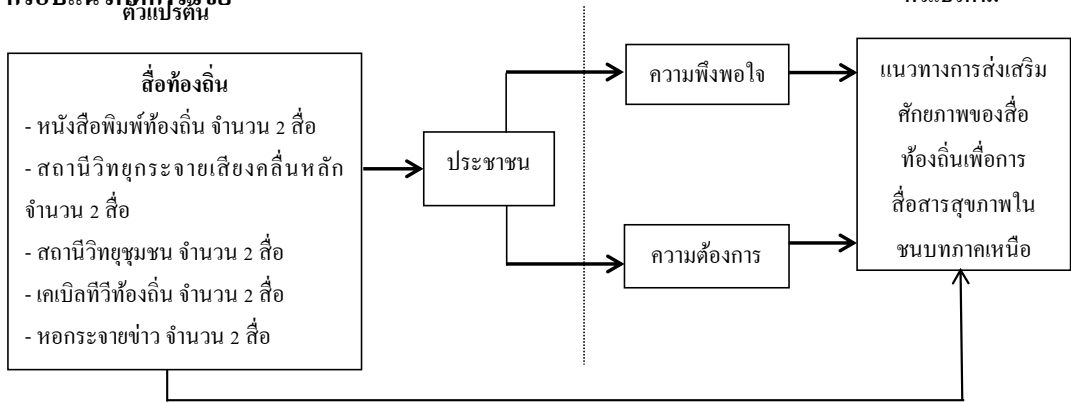 ตัวแปรต้น
สื่อท้องถิ่น
- หนังสือพิมพ์ท้องถิ่น จำนวน 2 สื่อ
- สถานีวิทยุกระจายเสียงคลื่นหลัก
จำนวน 2 สื่อ
- สถานีวิทยุชุมชน จำนวน 2 สื่อ
- เคเบิลทีวีท้องถิ่น จำนวน 2 สื่อ
- หอกระจายข่าว จำนวน 2 สื่อ
ประชาชน
ความพึงพอใจ
ความต้องการ
แนวทางการส่งเสริม
ศักยภาพของสื่อ
ท้องถิ่นเพื่อการ
สื่อสารสุขภาพใน
ชนบทภาคเหนือ